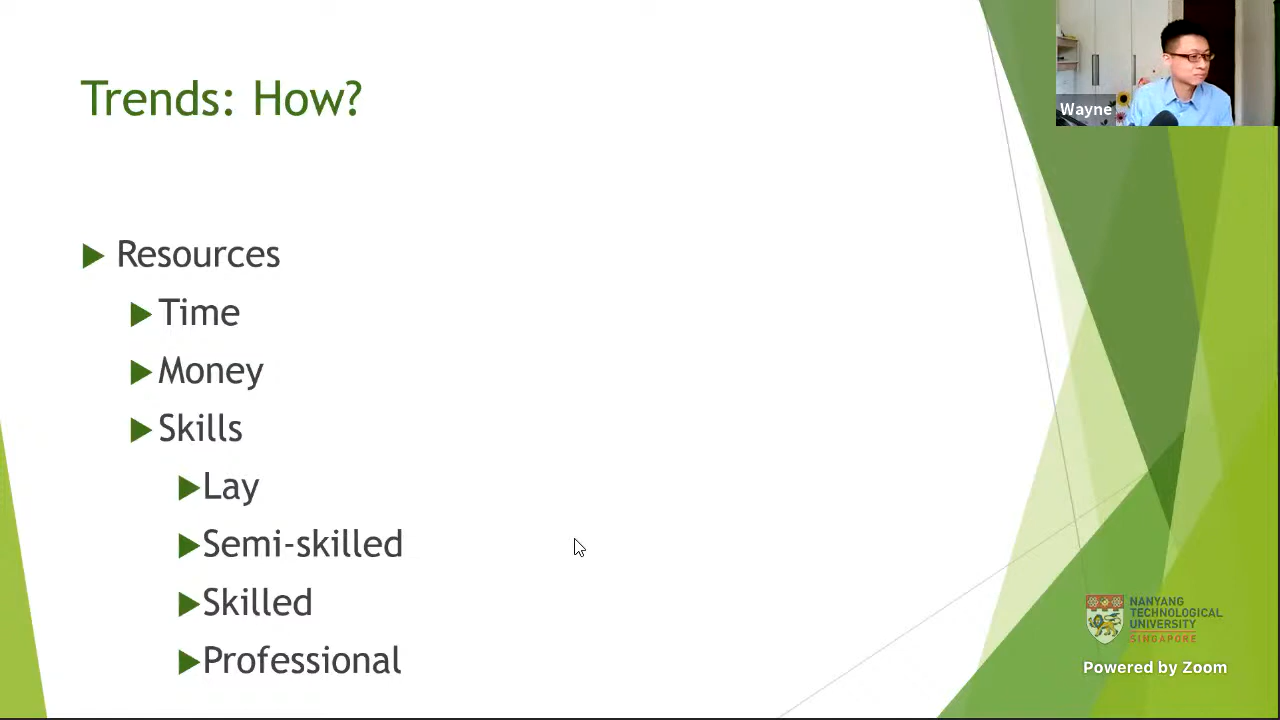 Trends: How?
Wayne
Resources
Time
Money
Skills
Lay
Semi-skilled
Skilled
Professional
NANYANG
TECHNOLOGICAL
UNIVERSITY
SINGAPORE
Powered by Zoom